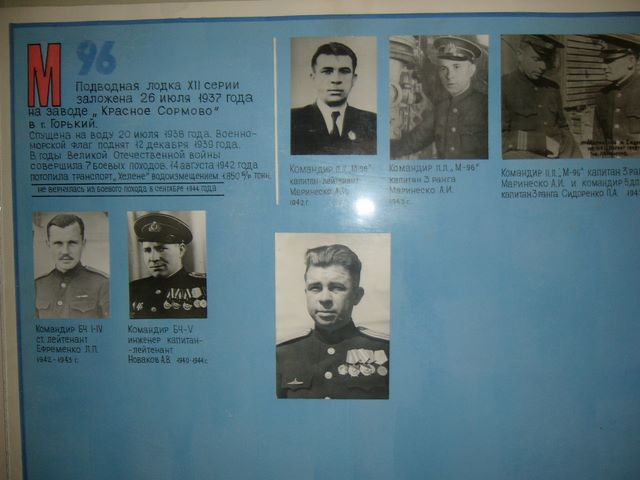 М 96
Подводная лодка XII серии
заложена 26 июля 1937 года
на заводе „Красное Сормово"
в г. Горький.
Спущена на воду 20 июля 1938 года. Военно-
морской флаг поднят 12 декабря 1939 года.
В годы Великой Отечественной войны
совершила 7 боевых походов. 14 августа 1942 года
потопила транспорт „Хелене" водоизмещением 1.850 б/р тонн.
не вернулась из боевого похода в сентябре 1944 года
Командир п.л. „М-96"
капитан-лейтенант
Маринеско А.И.
1942 г.
Командир П.Л. „М-96"
капитан 3 ранга
Маринеско А.И.
1943 г.
Командир П.Л. „М-96" капитан 3 ран
Маринеско А.И. и командир 5 дл
капитан 3 ранга Сидоренко П.А. 194
Командир БЧ I-IV
ст. лейтенант
Ефременко Л.П.
1942-1943 г.
Командир БЧ-V
инженер капитан-
-лейтенант
Новаков А.В. 1940-1944 г.